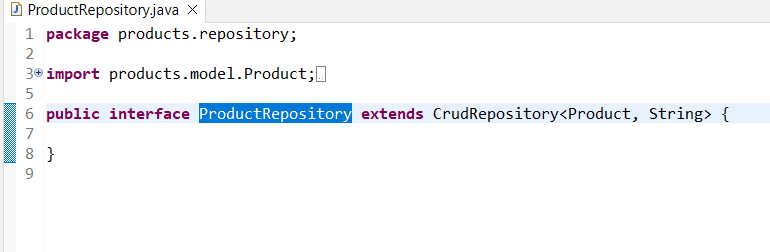 ProductRepository.java
1 package products.repository;
2
3 import products.model.Product;
5
6 public interface ProductRepository extends CrudRepository<Product, String> {
7
8 }
9